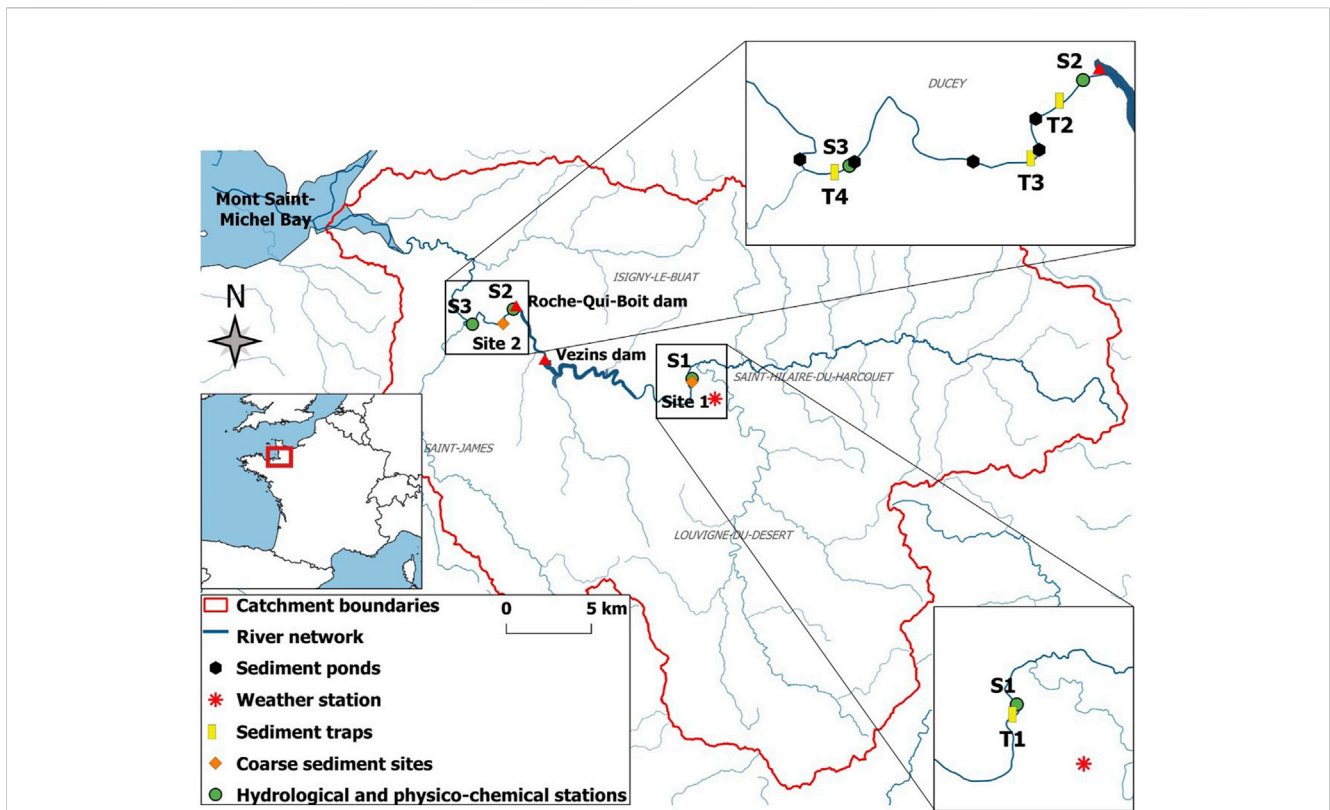 S2
DUCEY
T2
S3
T3
T4
Mont Saint-
Michel Bay
ISIGNY-LE-BUAT
N
S2
Roche-Qui-Boit dam
S3
Site 2
Vezins dam
S1
SAINT-HILAIRE-DU-HARCOUET
Site 1
SAINT-JAMES
LOUVIGNE-DU-DESERT
Catchment boundaries
0 5 km
River network
Sediment ponds
Weather station
Sediment traps
Coarse sediment sites
Hydrological and physico-chemical stations
S1
T1